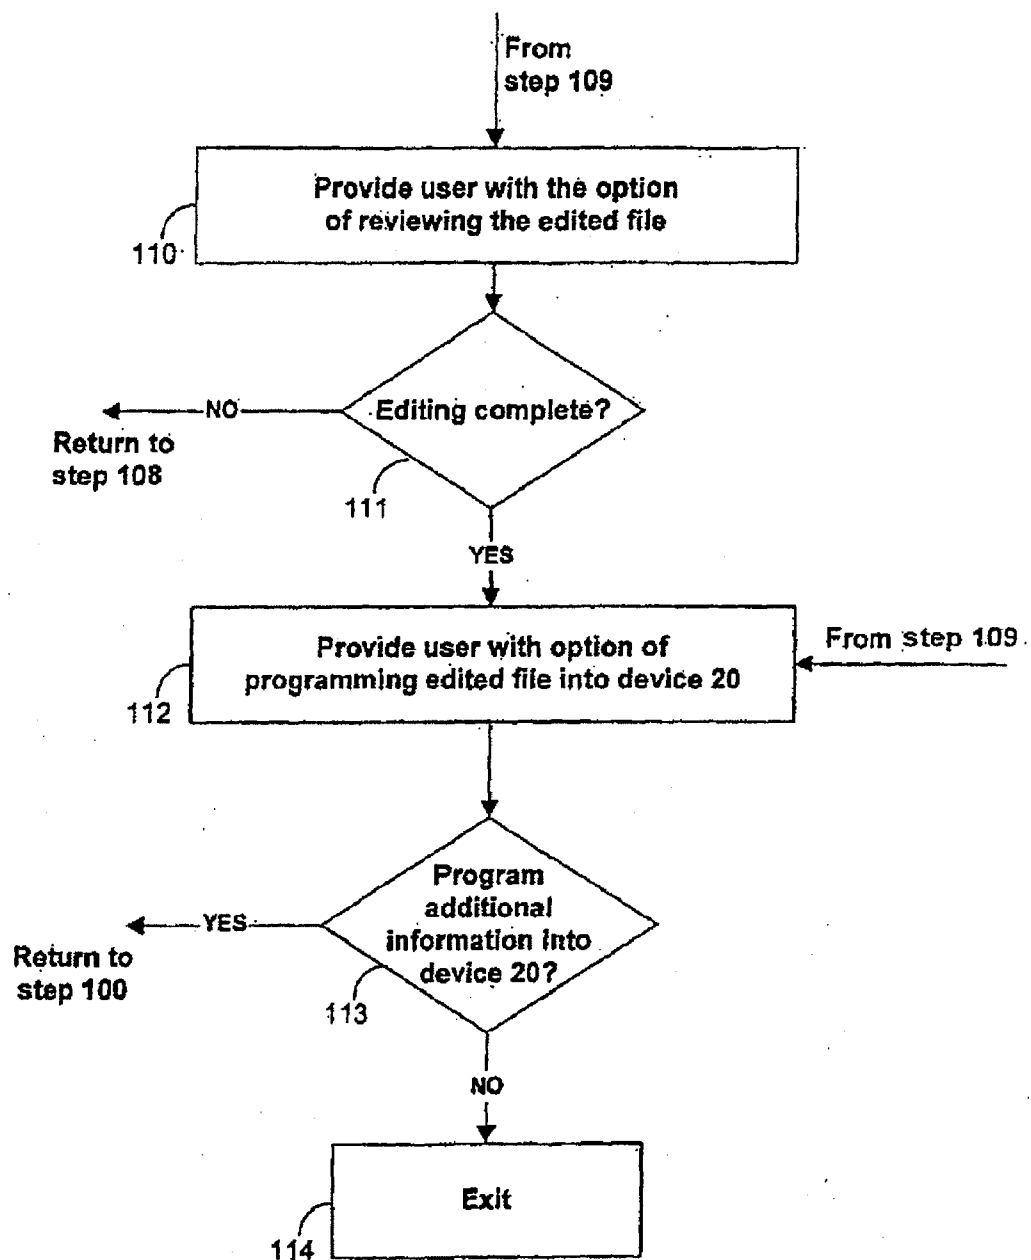 From
step 109
Provide user with the option
of reviewing the edited file
110
Editing complete?
NO
Return to
step 108
111
YES
Provide user with option of
programming edited file into device 20
From step 109
112
Program
additional
information into
device 20?
YES
Return to
step 100
113
NO
Exit
114